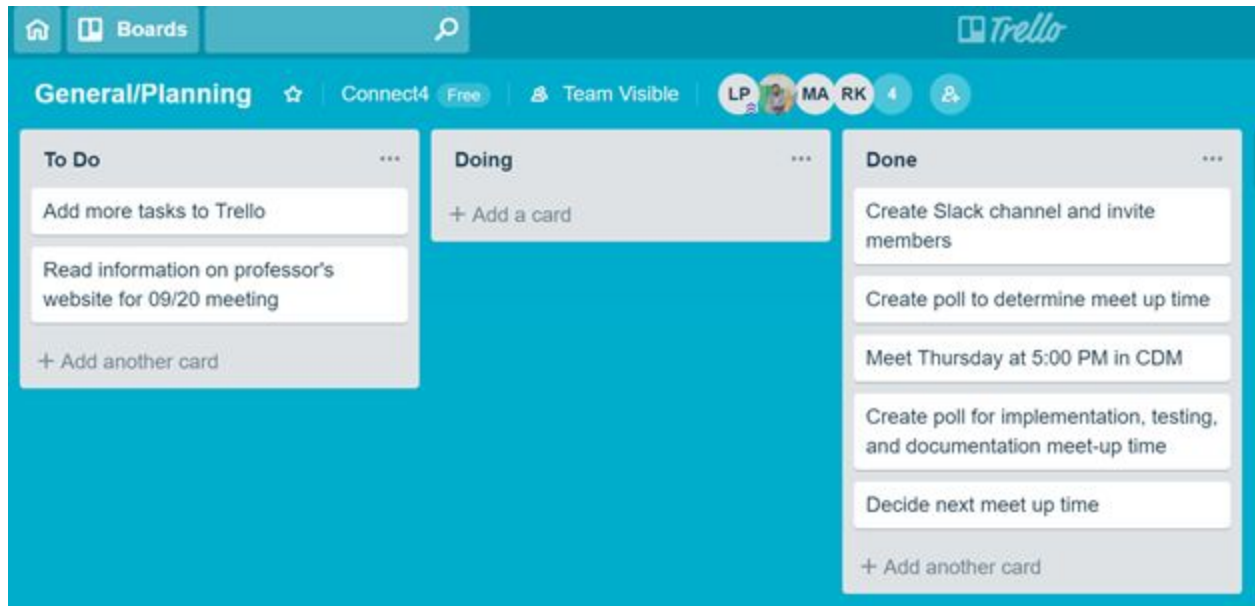 Boards
Trello
General/Planning
Connect4 Free
Team Visible
LP MA RK 4
To Do ...
Add more tasks to Trello
Read information on professor's
website for 09/20 meeting
+ Add another card
Doing ...
+ Add a card
Done ...
Create Slack channel and invite
members
Create poll to determine meet up time
Meet Thursday at 5:00 PM in CDM
Create poll for implementation, testing,
and documentation meet-up time
Decide next meet up time
+ Add another card